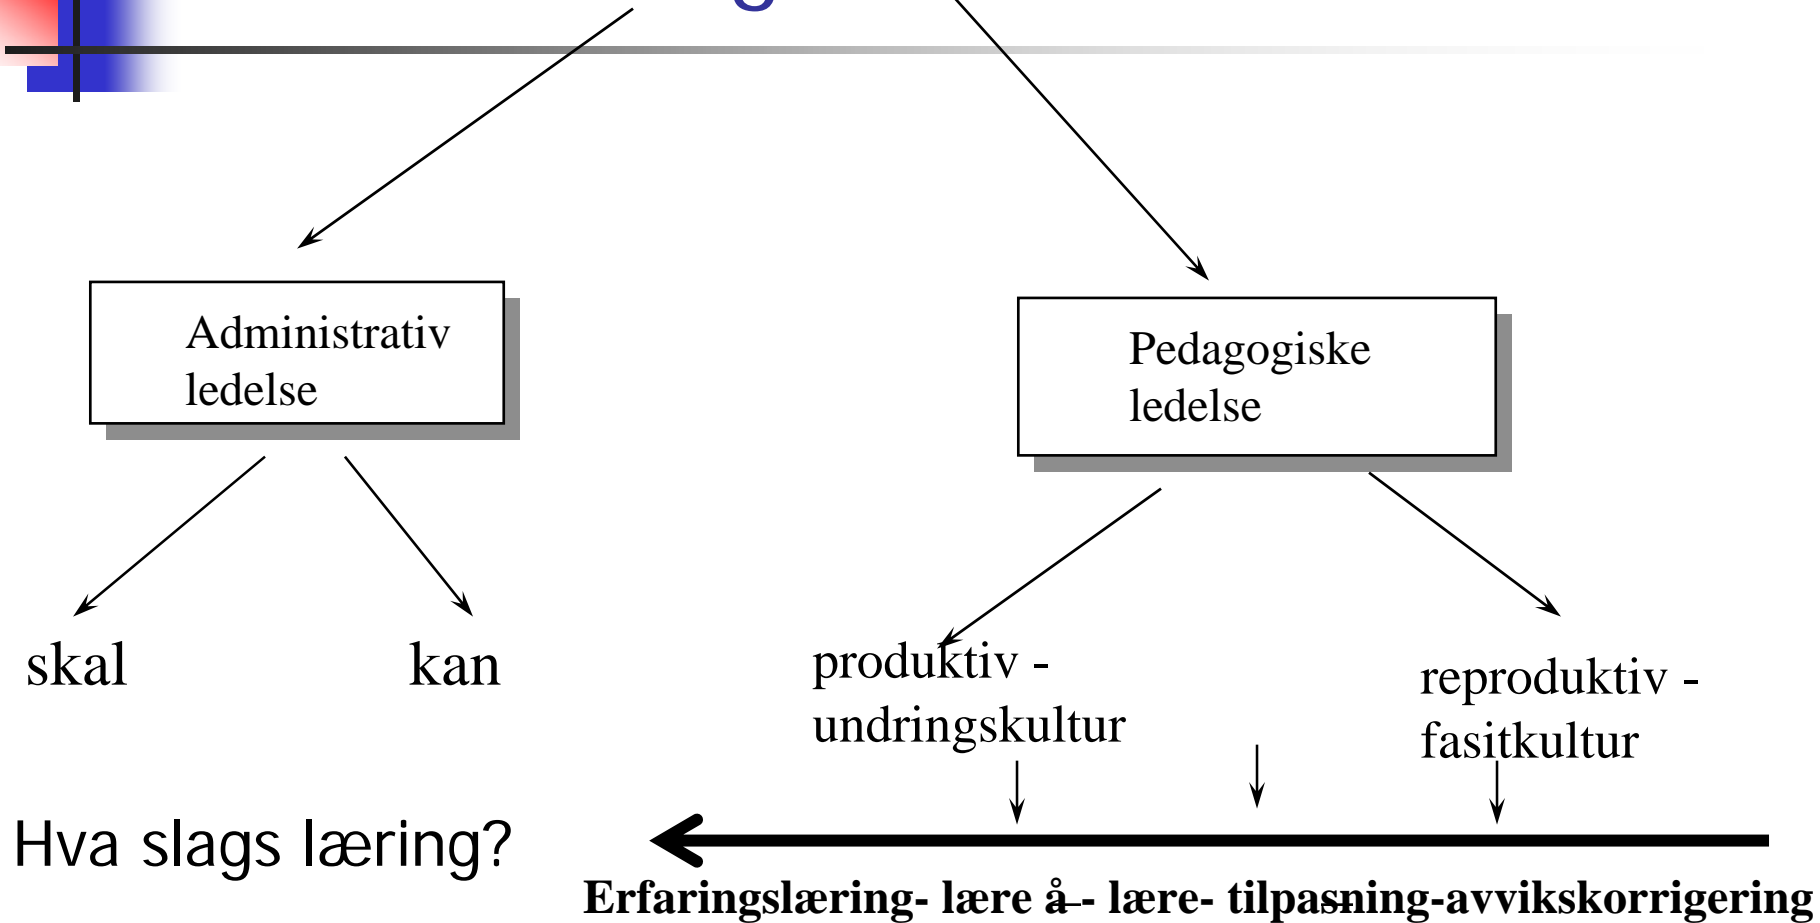 Administrativ
ledelse
Pedagogiske
ledelse
skal
kan
produktiv -
undringskultur
reproduktiv -
fasitkultur
Hva slags læring?
Erfaringslæring- lære å - lære- tilpasning-avvikskorrigering